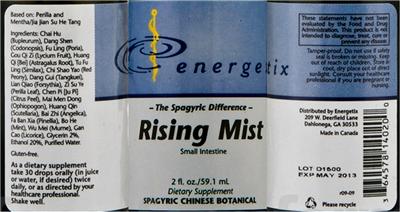 Based on: Perilla and
Mentha/Jia Jian Su He Tang
Ingredients: Chai Hu
(Bupleurum), Dang Shen
(Codonopsis), Fu Ling (Poria),
Gou Qi Zi (Lycium Fruit), Huang
Qi [Bei] (Astragalus Root), Tu Fu
Ling (Smilax), Chi Shao Yao (Red
Peony), Dang Gui (Tangkuei),
Lian Qiao (Forsythia), Zi Su Ye
(Perilla Leaf), Chen Pi [Ju Pi]
(Citrus Peel), Mai Men Dong
(Ophiopogon), Huang Qin
(Scutellaria), Bai Zhi (Angelica),
Fa Ban Xia (Pinellia), Bo He
(Mint), Wu Mei (Mume), Gan
Cao (Licorice), Glycerin 2%,
Ethanol 20%, Purified Water.
Gluten-free.
As a dietary supplement
take 30 drops orally (in juice
or water, if desired) twice
daily, or as directed by your
healthcare professional.
Shake well.
energetix
– The Spagyric Difference –
Rising Mist
Small Intestine
2 fl. oz./59.1 mL
Dietary Supplement
SPAGYRIC CHINESE BOTANICAL
These statements have not been
evaluated by the Food and Drug
Administration. This product is not
intended to diagnose, treat, cure or
prevent any disease.
Tamper-proof. Do not use if safety
seal is broken or missing. Keep
out of reach of children. Store in
cool, dry place out of direct
sunlight. Consult your healthcare
professional if you are pregnant or
nursing.
Distributed by Energetix
209 W. Deerfield Lane
Dahlonega, GA 30533
Made in Canada
LOT D1500
EXP MAY 2013
r09-09
Please recycle
3 64578 14020 0